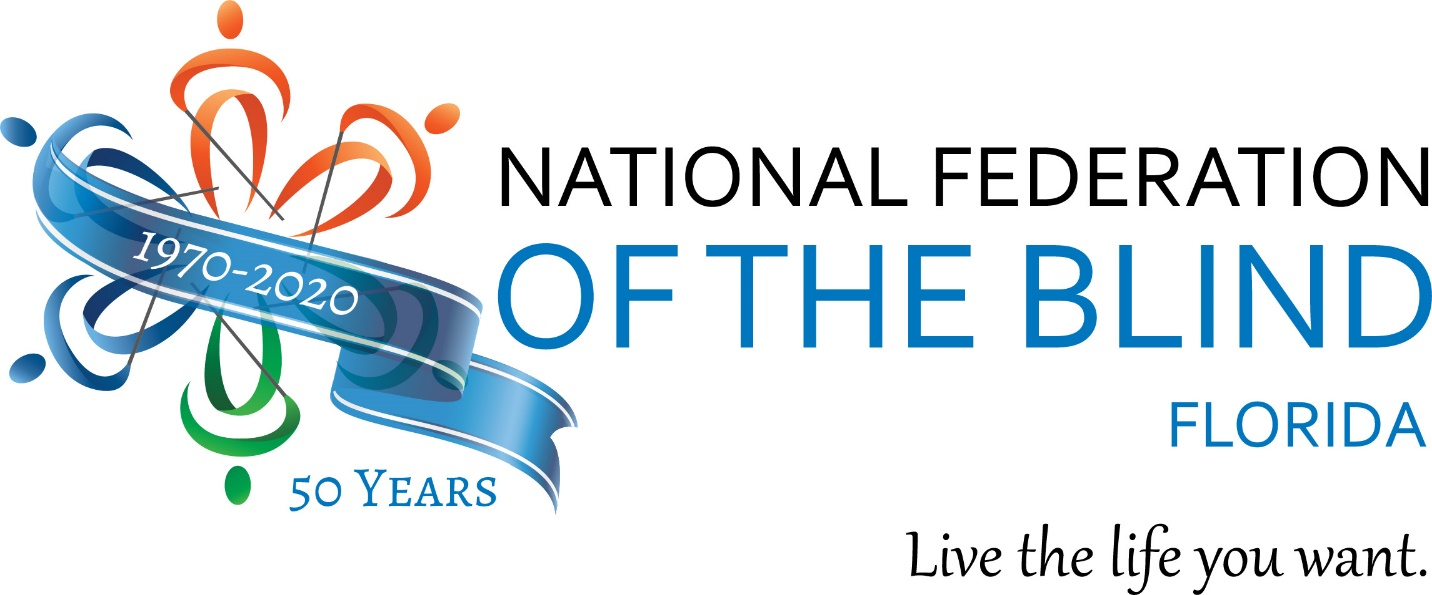 1970-2020
50 YEARS
NATIONAL FEDERATION
OF THE BLIND
FLORIDA
Live the life you want.